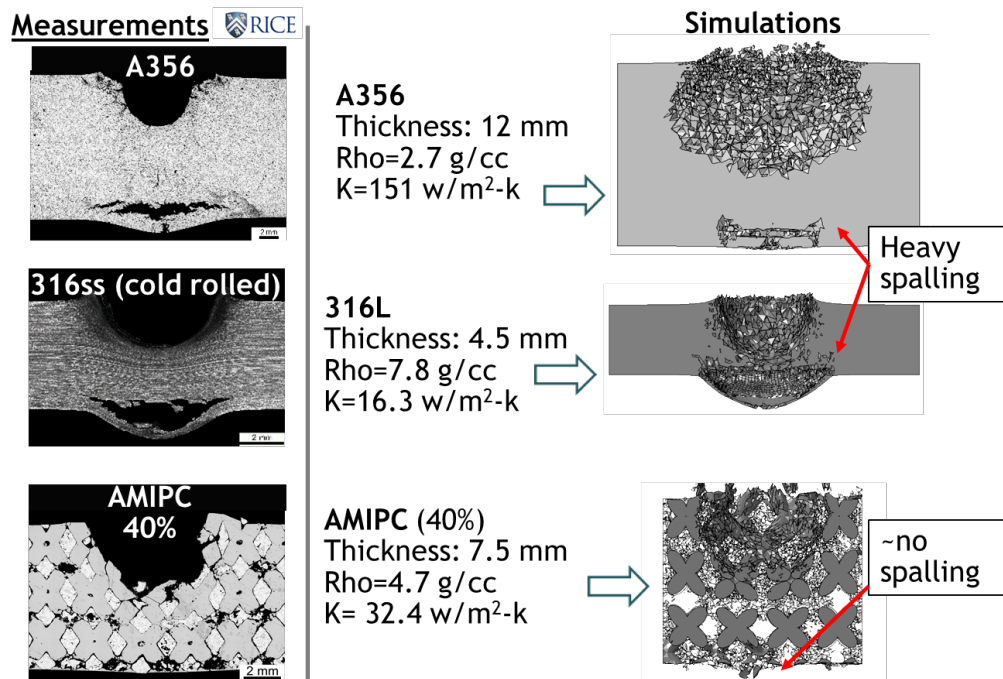 Measurements
RICE
Simulations
A356
2 mm
A356
Thickness: 12 mm
Rho=2.7 g/cc
K=151 w/m²-k
Heavy
spalling
316ss (cold rolled)
2 mm
316L
Thickness: 4.5 mm
Rho=7.8 g/cc
K=16.3 w/m²-k
AMIPC
40%
2 mm
AMIPC (40%)
Thickness: 7.5 mm
Rho=4.7 g/cc
K= 32.4 w/m²-k
~no
spalling